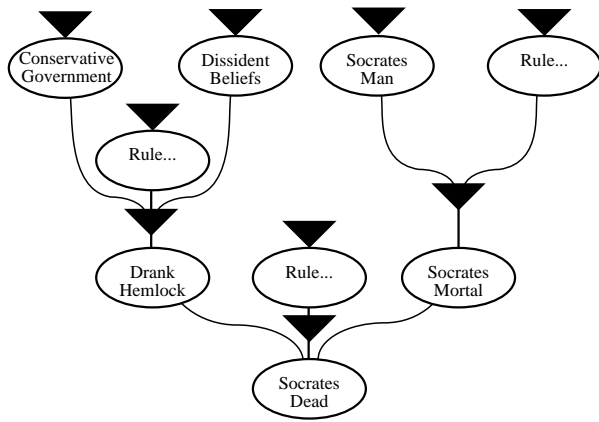 Conservative
Government
Dissident
Beliefs
Socrates
Man
Rule...
Rule...
Drank
Hemlock
Rule...
Socrates
Mortal
Socrates
Dead